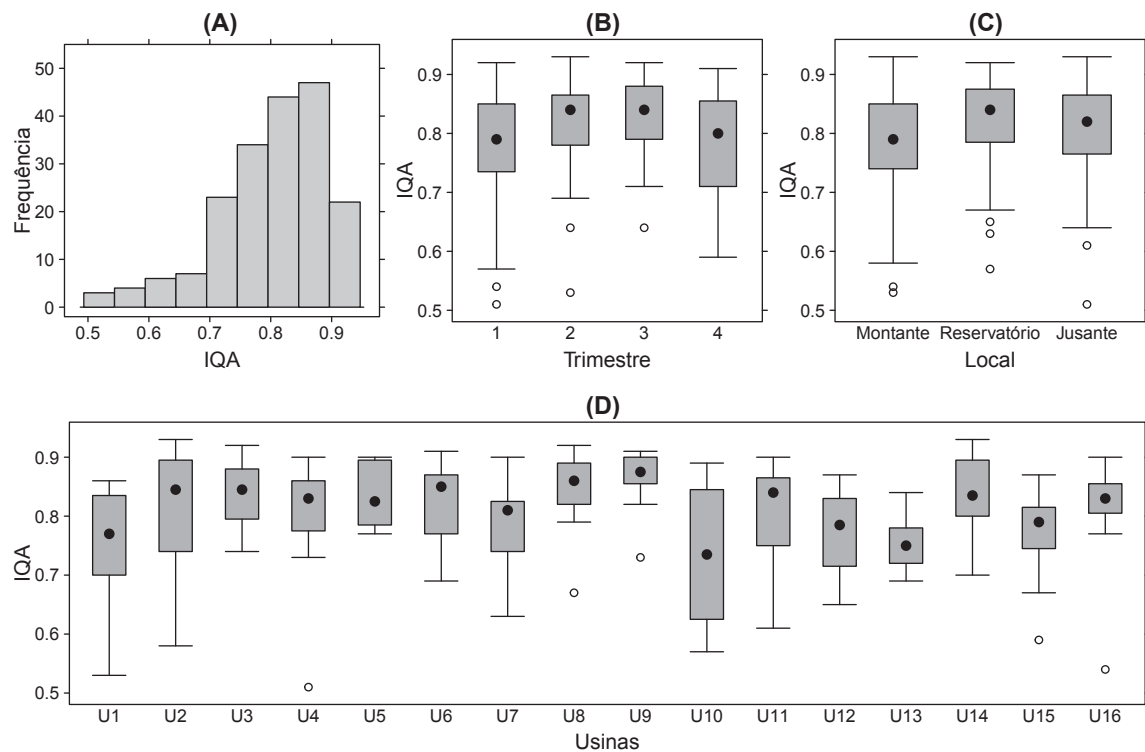 (A)
Frequência
50
40
30
20
10
0
0.5 0.6 0.7 0.8 0.9
IQA
(B)
IQA
0.9
0.8
0.7
0.6
0.5
1 2 3 4
Trimestre
(C)
IQA
0.9
0.8
0.7
0.6
0.5
Montante Reservatório Jusante
Local
(D)
IQA
0.9
0.8
0.7
0.6
0.5
U1 U2 U3 U4 U5 U6 U7 U8 U9 U10 U11 U12 U13 U14 U15 U16
Usinas